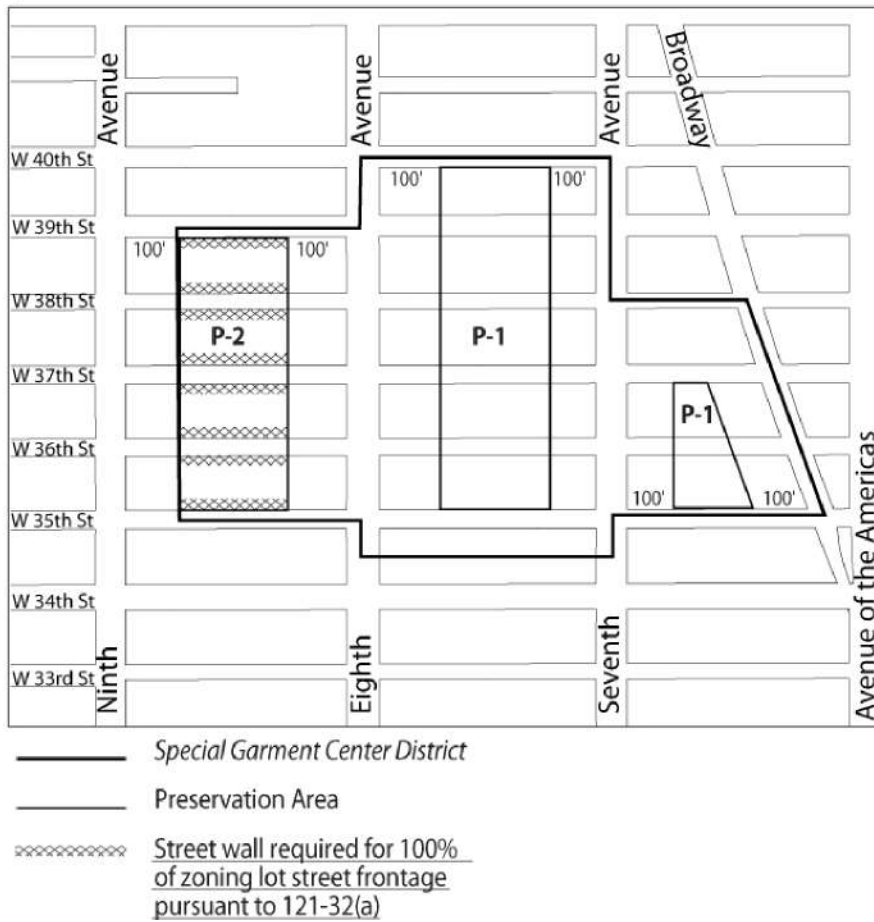 Avenue
Avenue
Avenue
Broadway
W 40th St
100'
100'
W 39th St
100'
100'
W 38th St
P-2
P-1
W 37th St
P-1
W 36th St
100'
100'
W 35th St
W 34th St
W 33rd St
Ninth
Eighth
Seventh
Avenue of the Americas
Special Garment Center District
Preservation Area
Street wall required for 100%
of zoning lot street frontage
pursuant to 121-32(a)